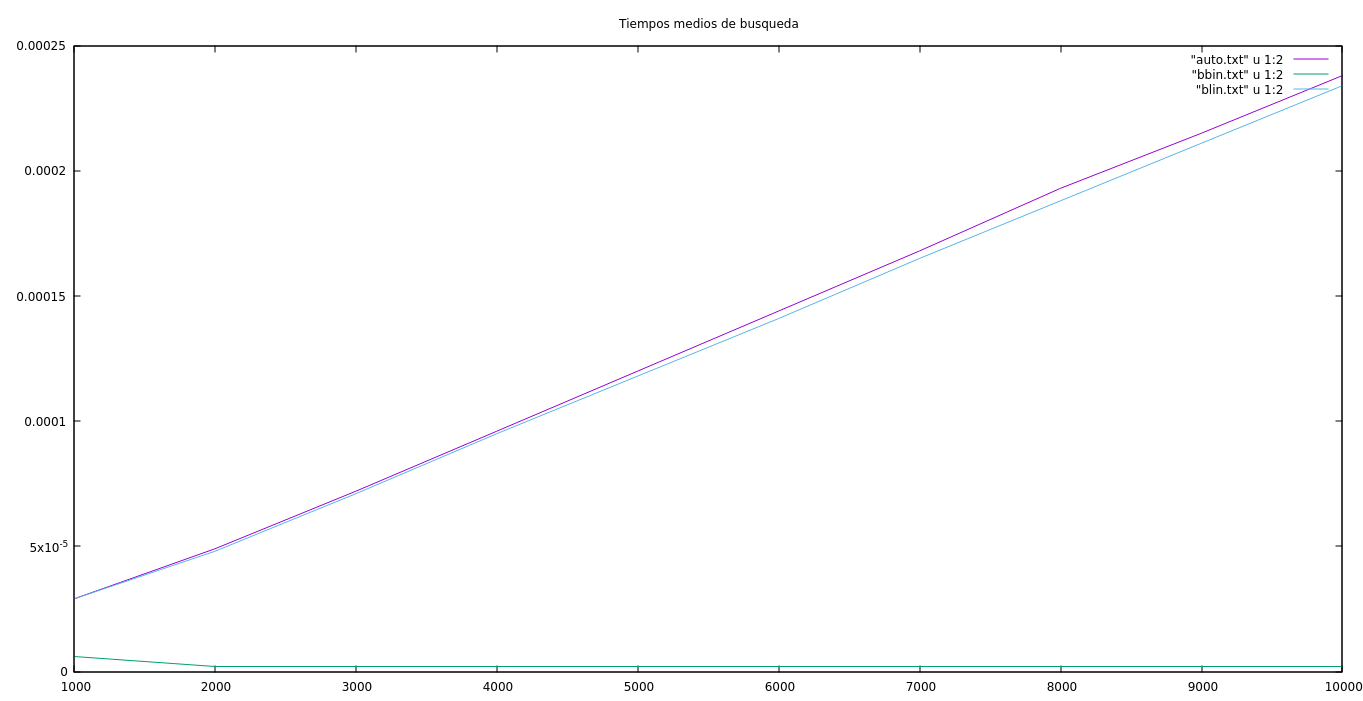 Tiempos medios de busqueda
0.00025
"auto.txt" u 1:2
"bbin.txt" u 1:2
"blin.txt" u 1:2
0.0002
0.00015
0.0001
5x10⁻⁵
0
1000 2000 3000 4000 5000 6000 7000 8000 9000 10000